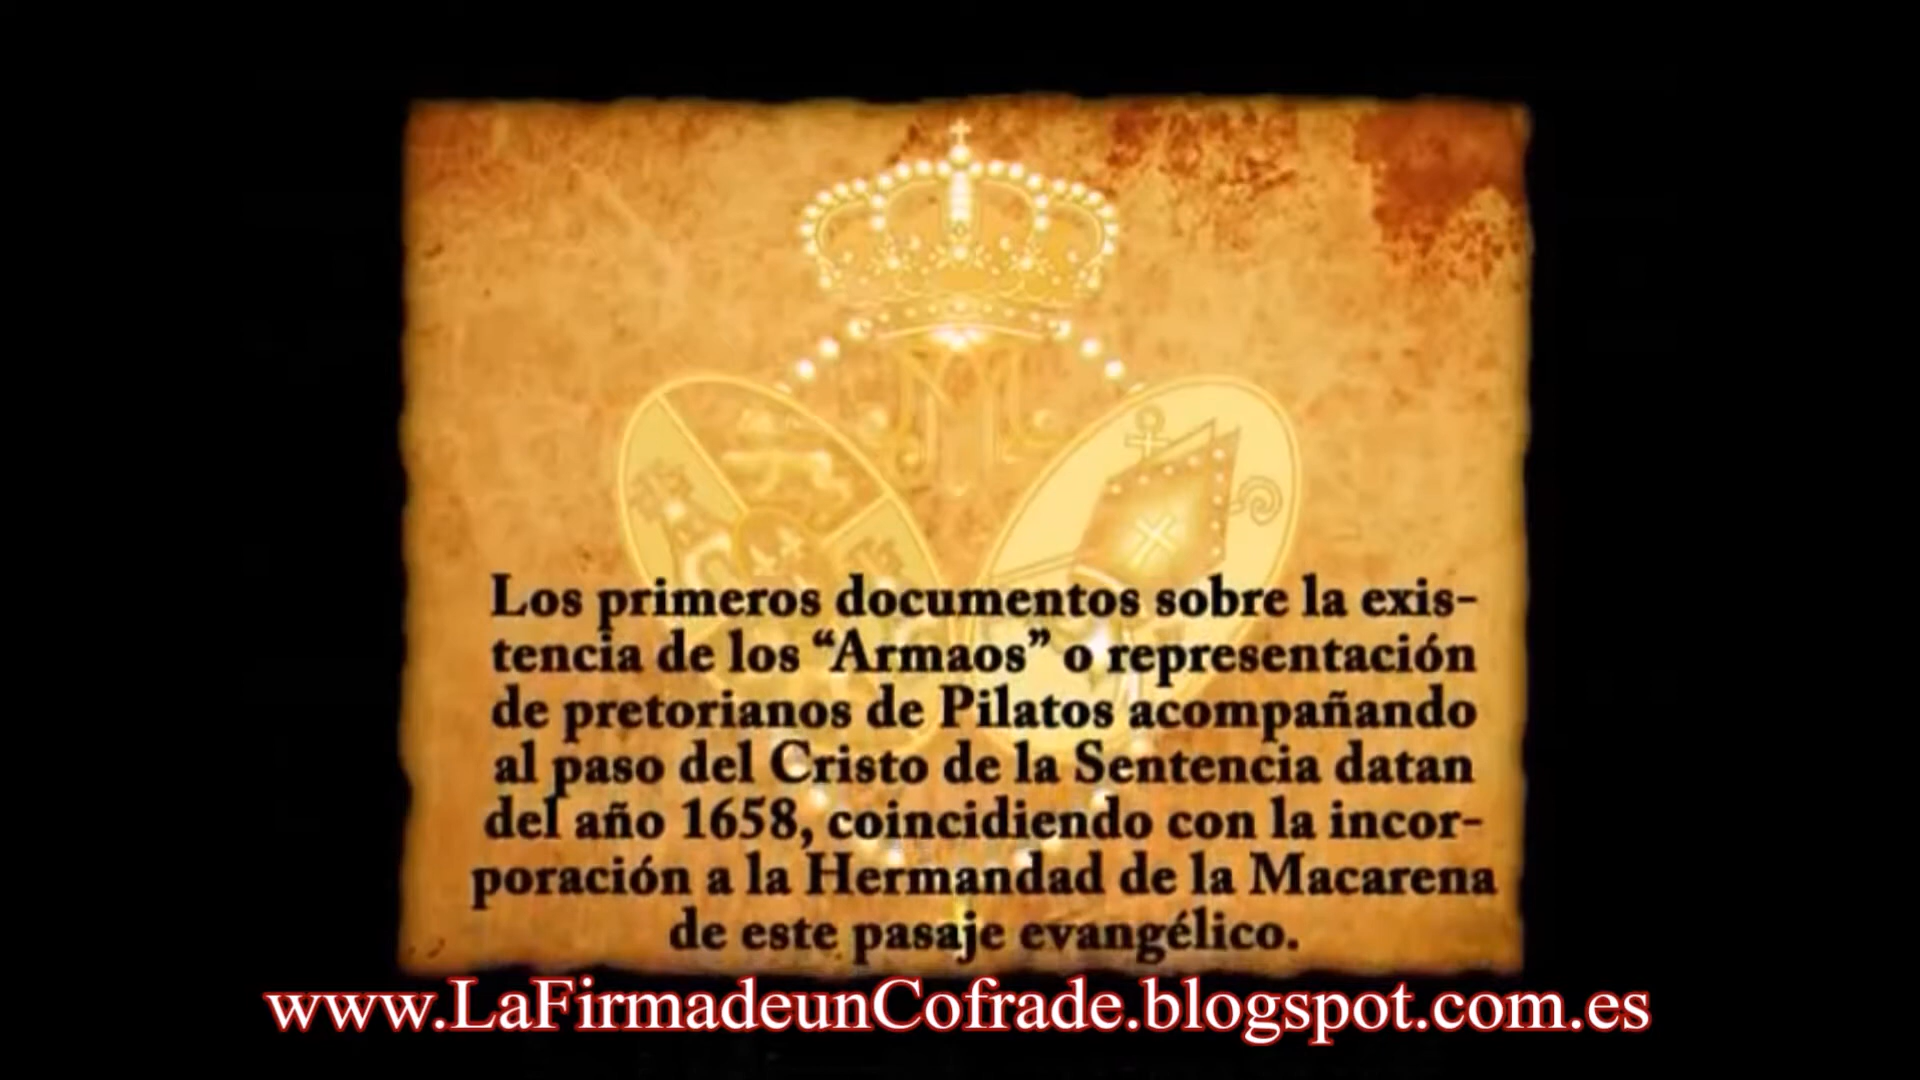 Los primeros documentos sobre la exis-
tencia de los “Armaos” o representación
de pretorianos de Pilatos acompañando
al paso del Cristo de la Sentencia datan
del año 1658, coincidiendo con la incor-
poración a la Hermandad de la Macarena
de este pasaje evangélico.
www.LaFirmadeunCofrade.blogspot.com.es